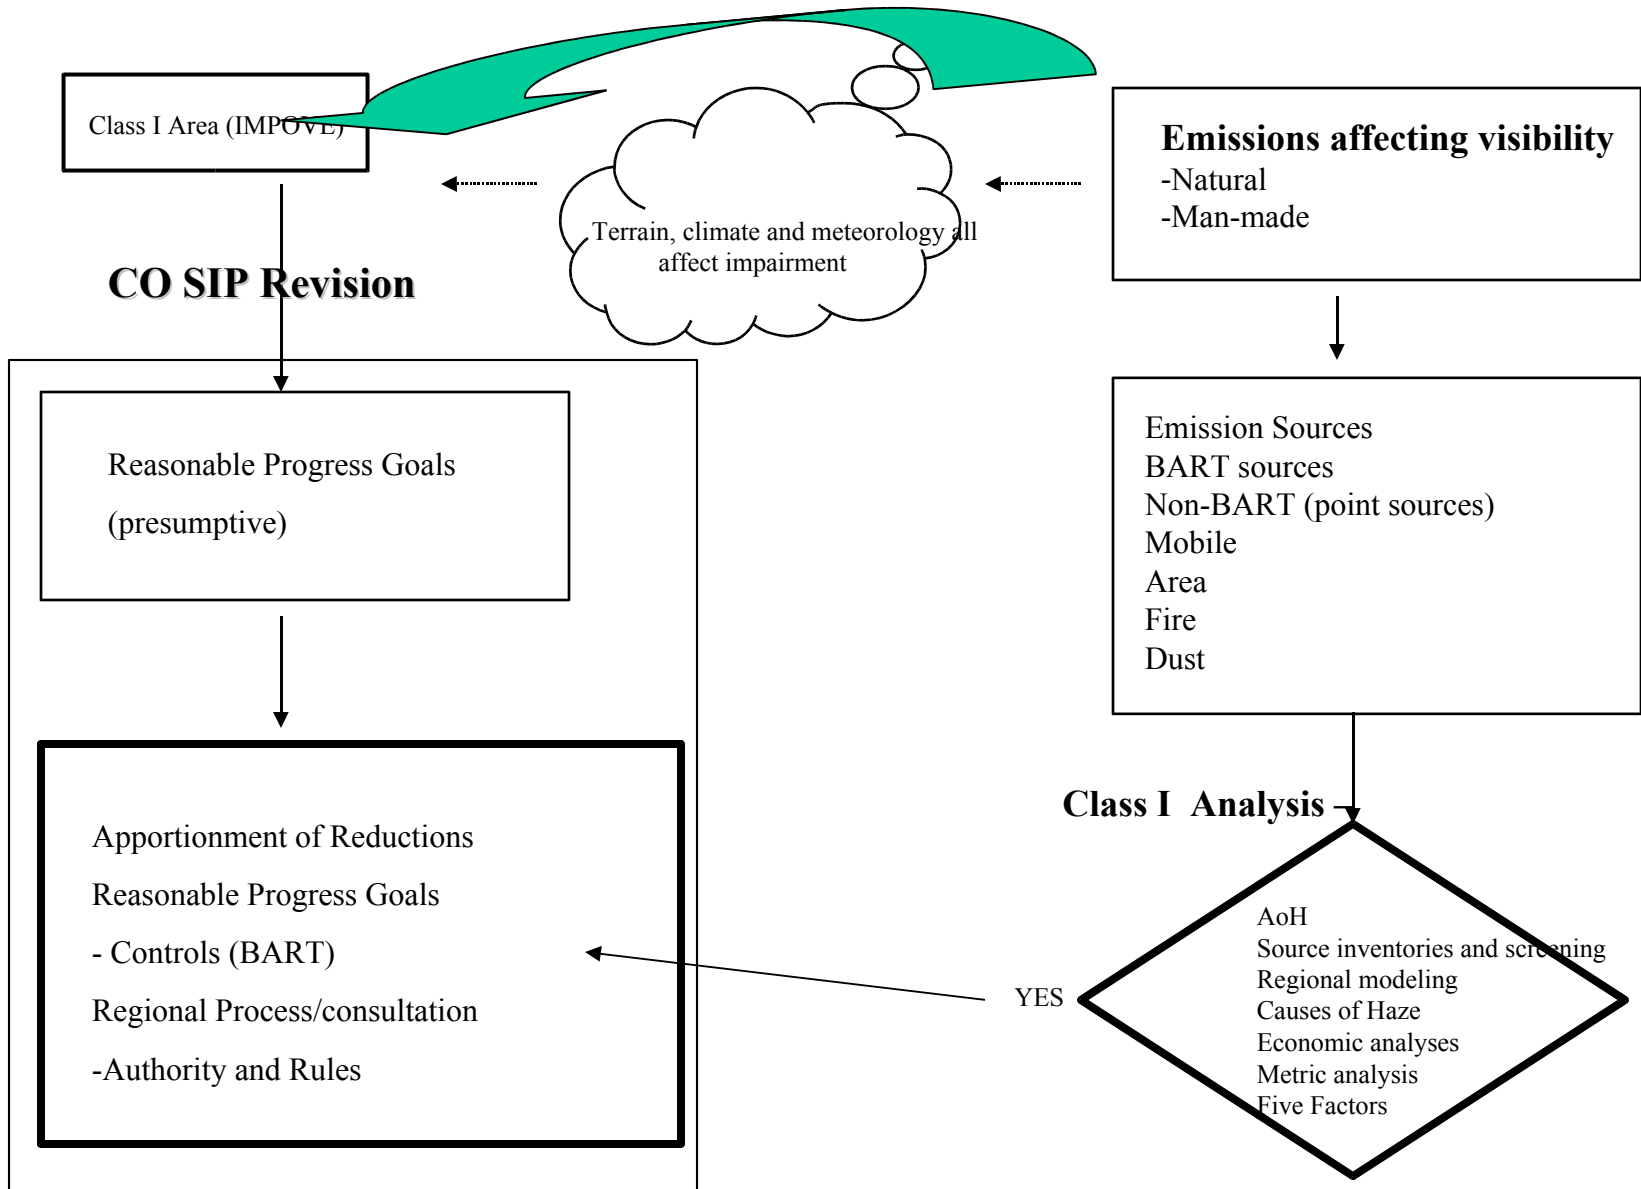 Class I Area (IMPOVE)
Terrain, climate and meteorology all
affect impairment
Emissions affecting visibility
-Natural
-Man-made
CO SIP Revision
Reasonable Progress Goals
(presumptive)
Emission Sources
BART sources
Non-BART (point sources)
Mobile
Area
Fire
Dust
Apportionment of Reductions
Reasonable Progress Goals
- Controls (BART)
Regional Process/consultation
-Authority and Rules
Class I  Analysis –
YES
AoH
Source inventories and screening
Regional modeling
Causes of Haze
Economic analyses
Metric analysis
Five Factors